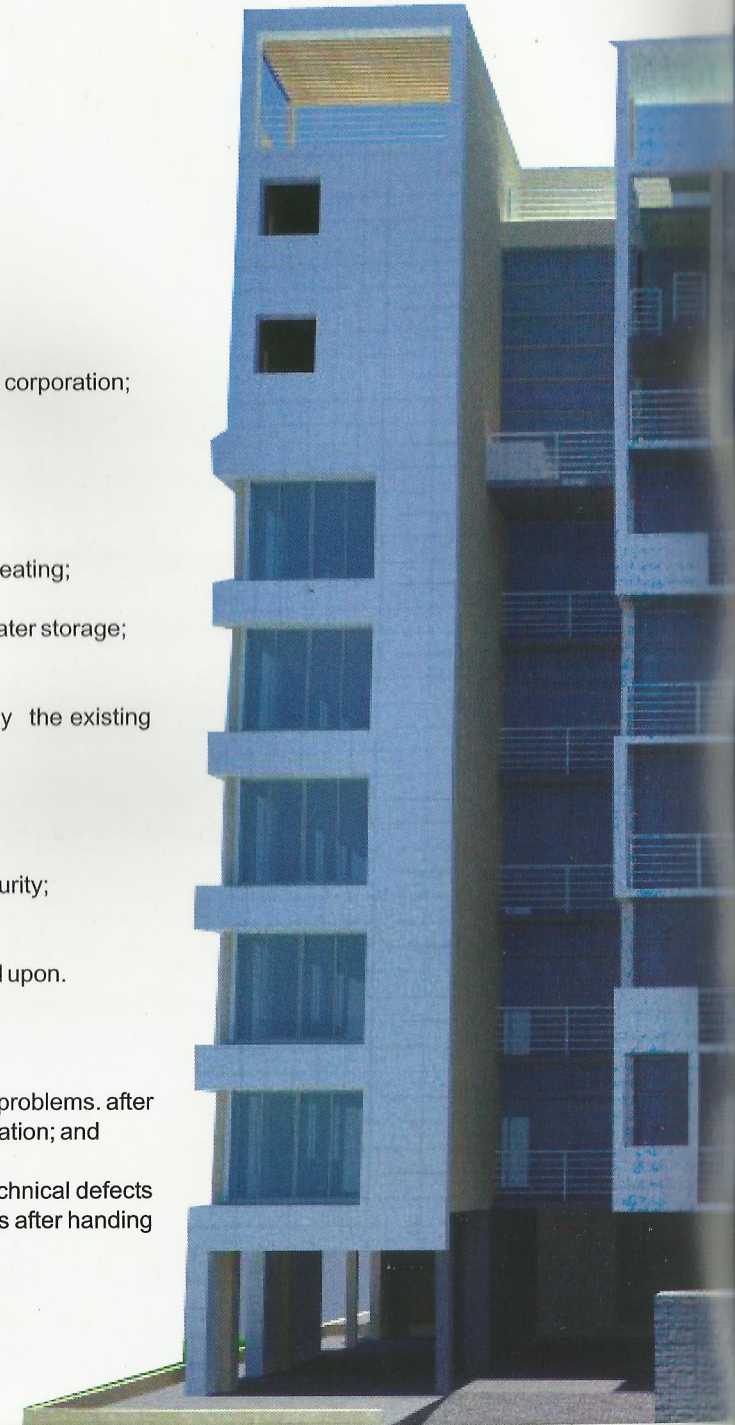 corporation;
eating;
ater storage;
y the existing
urity;
upon.
problems. after
ation; and
chnical defects
s after handing